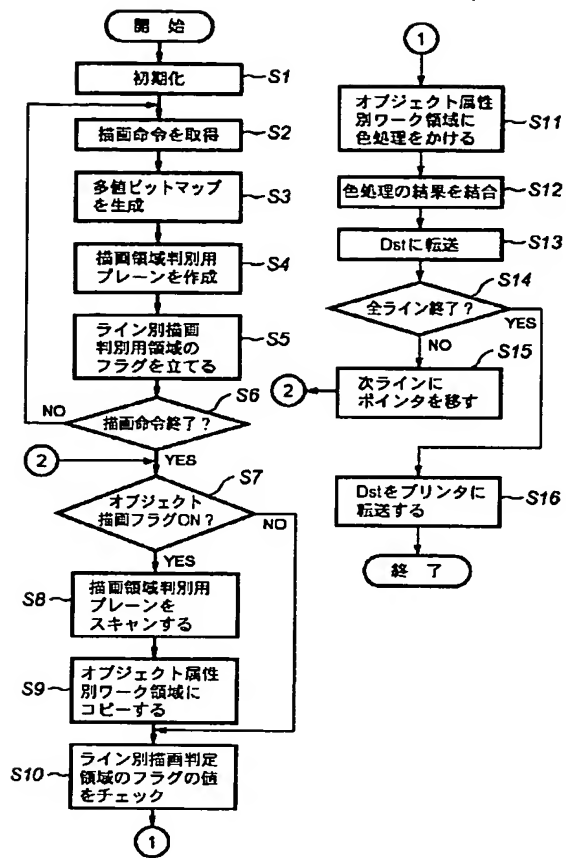 開 始
初期化
S1
描画命令を取得
S2
多値ビットマップ
を生成
S3
描画領域判別用
プレーンを作成
S4
ライン別描画
判別用領域の
フラグを立てる
S5
描画命令終了？
S6
NO
YES
2
オブジェクト
描画フラグON？
S7
NO
YES
描画領域判別用
プレーンを
スキャンする
S8
オブジェクト属性
別ワーク領域に
コピーする
S9
ライン別描画判定
領域のフラグの値
をチェック
S10
1
1
オブジェクト属性
別ワーク領域に
色処理をかける
S11
色処理の結果を結合
S12
Dstに転送
S13
全ライン終了？
S14
YES
NO
次ラインに
ポインタを移す
S15
2
Dstをプリンタに
転送する
S16
終 了